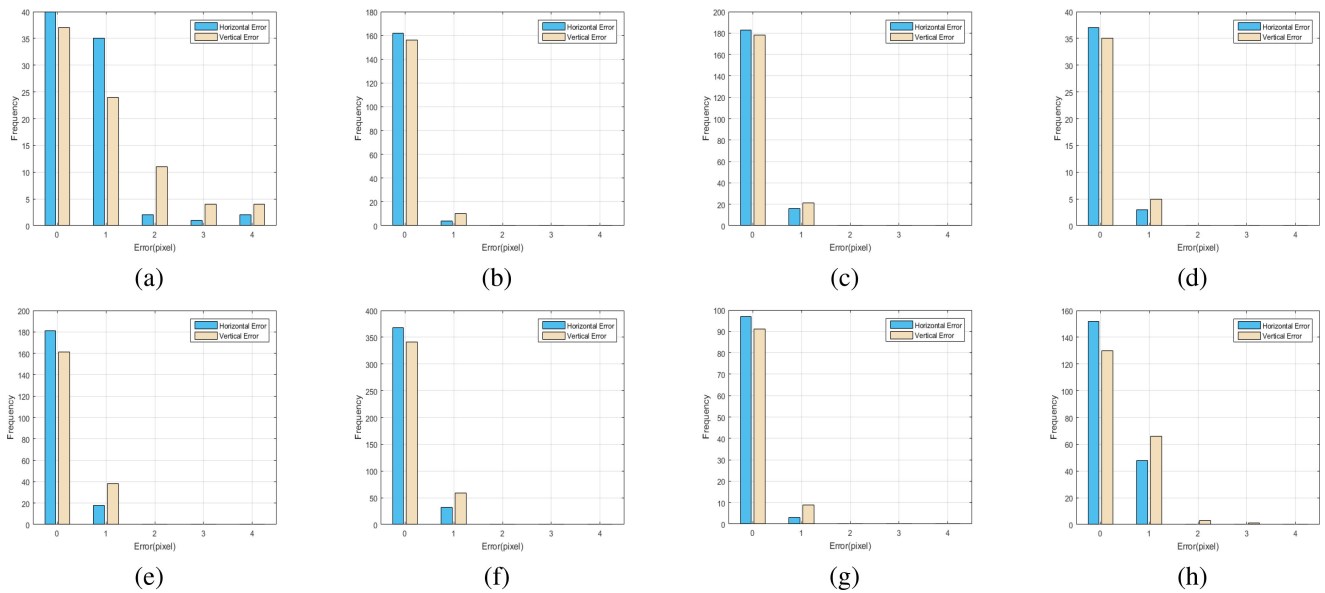 40
35
30
25
20
15
10
5
0
Frequency
Horizontal Error
Vertical Error
0 1 2 3 4
Error(pixel)
(a)
180
160
140
120
100
80
60
40
20
0
Frequency
Horizontal Error
Vertical Error
0 1 2 3 4
Error(pixel)
(b)
200
180
160
140
120
100
80
60
40
20
0
Frequency
Horizontal Error
Vertical Error
0 1 2 3 4
Error(pixel)
(c)
40
35
30
25
20
15
10
5
0
Frequency
Horizontal Error
Vertical Error
0 1 2 3 4
Error(pixel)
(d)
200
180
160
140
120
100
80
60
40
20
0
Frequency
Horizontal Error
Vertical Error
0 1 2 3 4
Error(pixel)
(e)
400
350
300
250
200
150
100
50
0
Frequency
Horizontal Error
Vertical Error
0 1 2 3 4
Error(pixel)
(f)
100
90
80
70
60
50
40
30
20
10
0
Frequency
Horizontal Error
Vertical Error
0 1 2 3 4
Error(pixel)
(g)
160
140
120
100
80
60
40
20
0
Frequency
Horizontal Error
Vertical Error
0 1 2 3 4
Error(pixel)
(h)